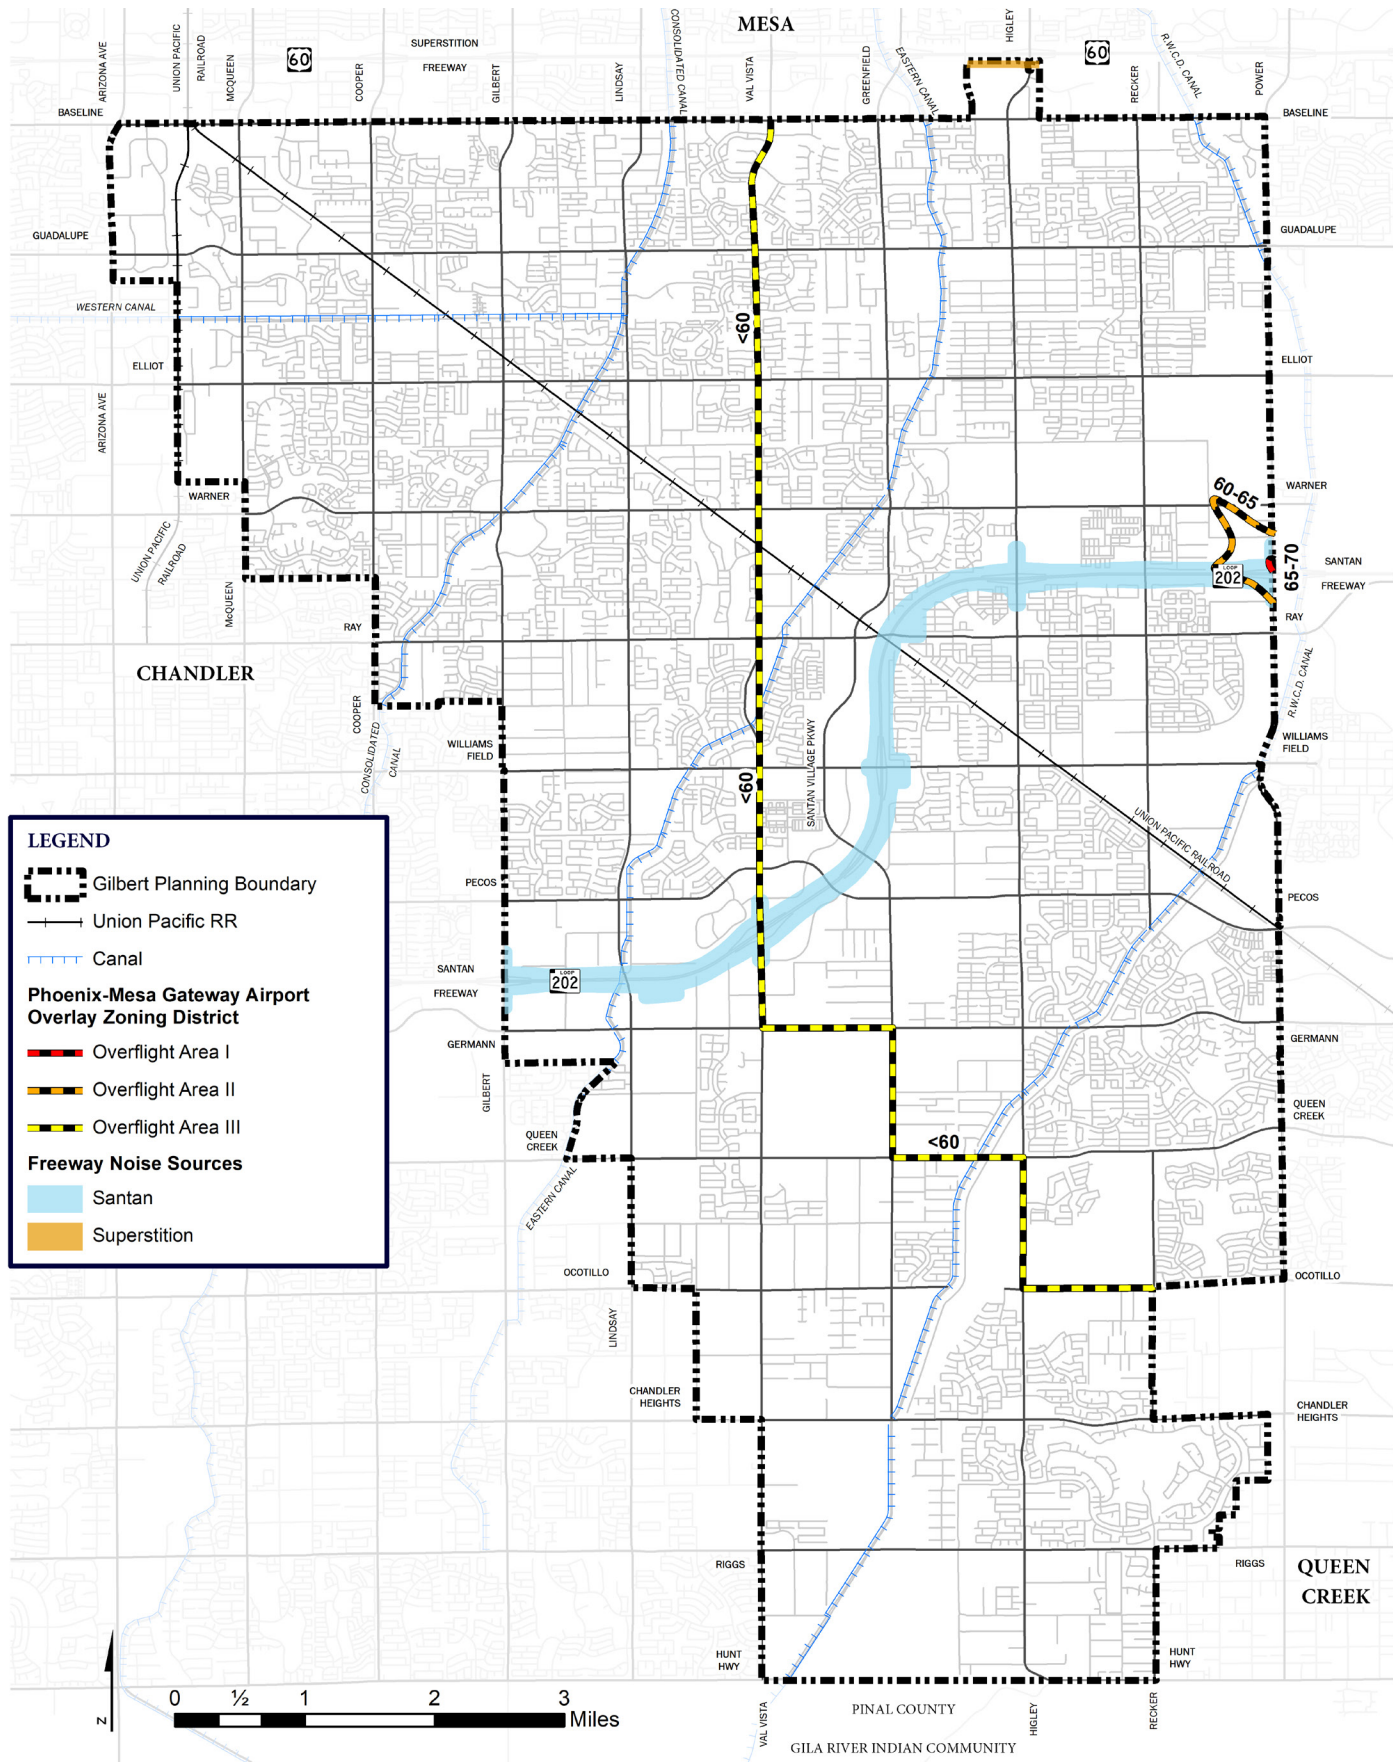 MESA
ARIZONA AVE
UNION PACIFIC
RAILROAD
MCQUEEN
60
COOPER
SUPERSTITION
FREEWAY
GILBERT
LINDSAY
CONSOLIDATED CANAL
VAL VISTA
GREENFIELD
EASTERN CANAL
HIGLEY
60
RECKER
R.W.C.D. CANAL
POWER
BASELINE
BASELINE
GUADALUPE
GUADALUPE
WESTERN CANAL
<60
ELLIOT
ELLIOT
ARIZONA AVE
WARNER
WARNER
60-65
UNION PACIFIC
RAILROAD
65-70
LOOP
202
SANTAN
FREEWAY
McQUEEN
RAY
RAY
CHANDLER
R.W.C.D. CANAL
COOPER
CONSOLIDATED
CANAL
WILLIAMS
FIELD
WILLIAMS
FIELD
<60
SANTAN VILLAGE PKWY
UNION PACIFIC RAILROAD
PECOS
PECOS
SANTAN
FREEWAY
LOOP
202
GERMANN
GERMANN
GILBERT
QUEEN
CREEK
QUEEN
CREEK
<60
EASTERN CANAL
OCOTILLO
OCOTILLO
LINDSAY
CHANDLER
HEIGHTS
CHANDLER
HEIGHTS
RIGGS
RIGGS
QUEEN
CREEK
HUNT
HWY
HUNT
HWY
VAL VISTA
PINAL COUNTY
HIGLEY
RECKER
GILA RIVER INDIAN COMMUNITY
LEGEND
Gilbert Planning Boundary
Union Pacific RR
Canal
Phoenix-Mesa Gateway Airport
Overlay Zoning District
Overflight Area I
Overflight Area II
Overflight Area III
Freeway Noise Sources
Santan
Superstition
N
0 ½ 1 2 3
Miles